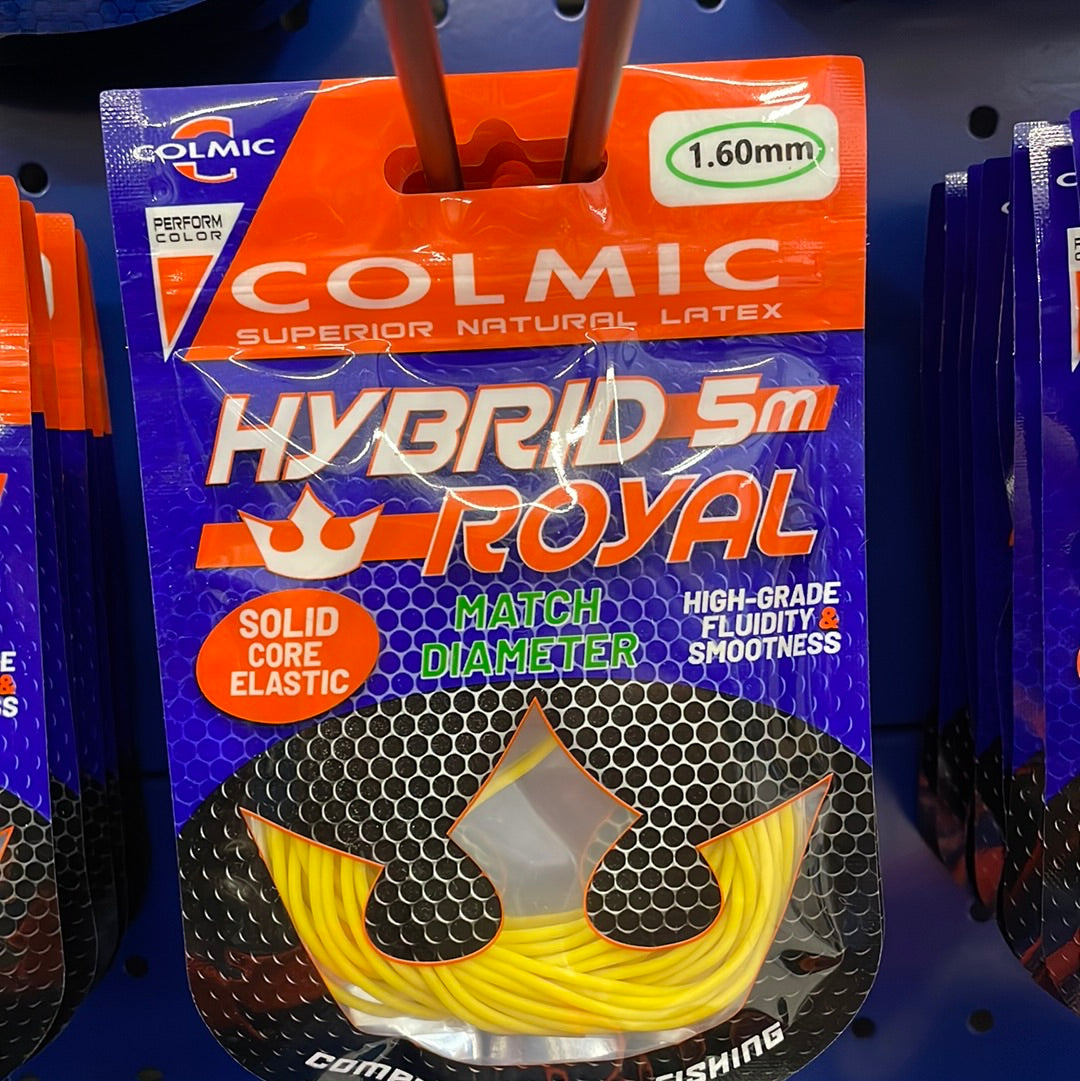 COLMIC
1.60mm
PERFORM
COLOR
COLMIC
SUPERIOR NATURAL LATEX
HYBRID 5m
ROYAL
SOLID
CORE
ELASTIC
MATCH
DIAMETER
HIGH-GRADE
FLUIDITY &
SMOOTNESS